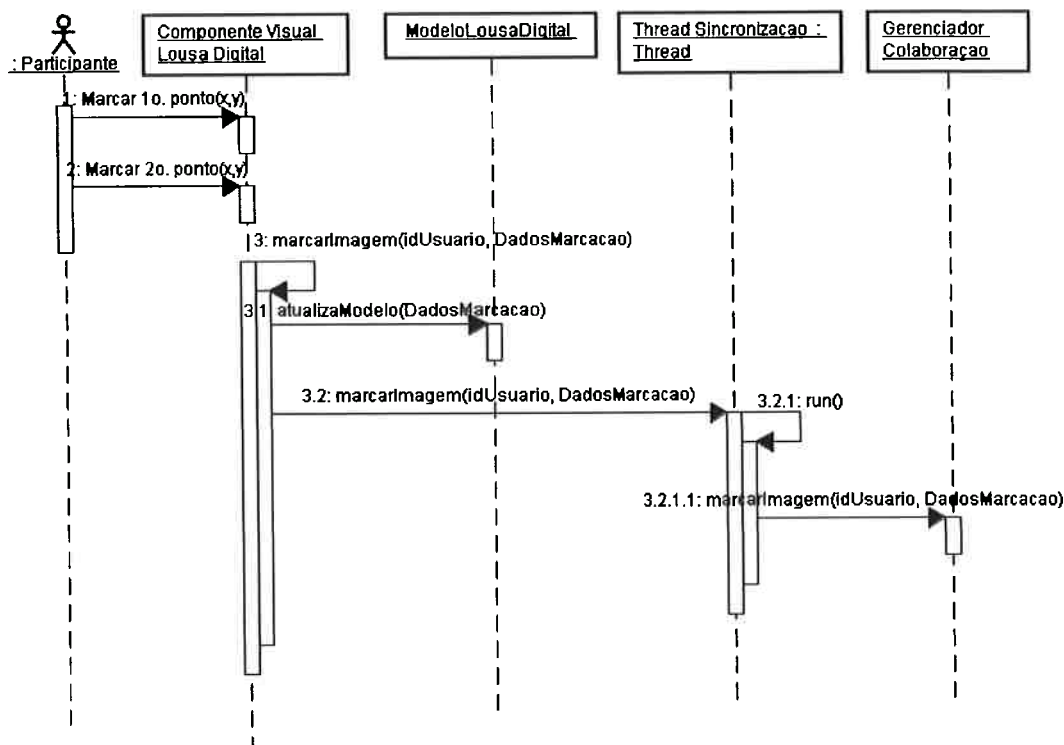 : Participante
Componente Visual
Lousa Digital
ModeloLousaDigital
Thread Sincronizacao :
Thread
Gerenciador
Colaboraçao
1: Marcar 1o. ponto(x,y)
2: Marcar 2o. ponto(x,y)
3: marcarImagem(idUsuario, DadosMarcacao)
3.1: atualizaModelo(DadosMarcacao)
3.2: marcarImagem(idUsuario, DadosMarcacao)
3.2.1: run()
3.2.1.1: marcarImagem(idUsuario, DadosMarcacao)